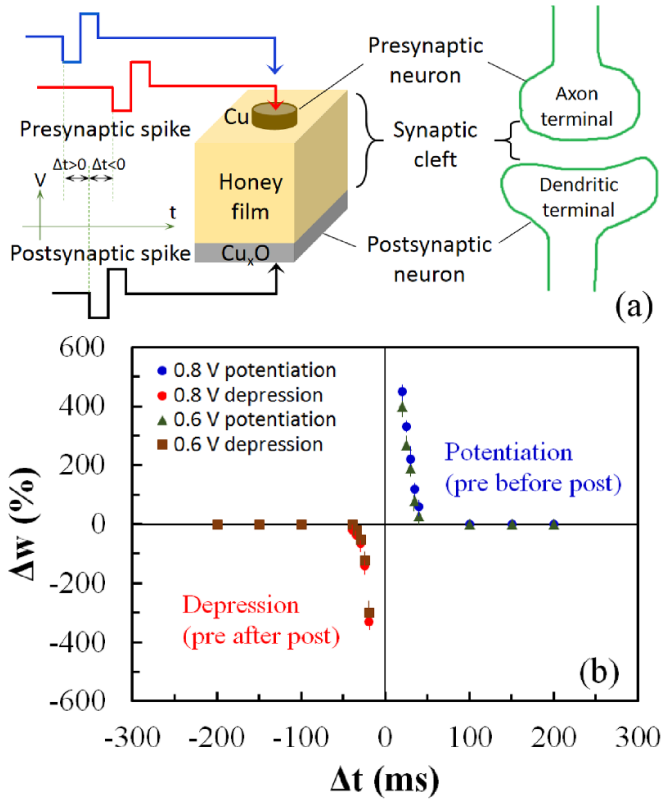 Presynaptic
neuron
Cu
Axon
terminal
Presynaptic spike
Synaptic
cleft
Δt>0 Δt<0
V
t
Honey
film
Dendritic
terminal
Postsynaptic spike
CuₓO
Postsynaptic
neuron
(a)
600
400
200
0
-200
-400
-600
Δw (%)
0.8 V potentiation
0.8 V depression
0.6 V potentiation
0.6 V depression
Potentiation
(pre before post)
Depression
(pre after post)
(b)
-300 -200 -100 0 100 200 300
Δt (ms)